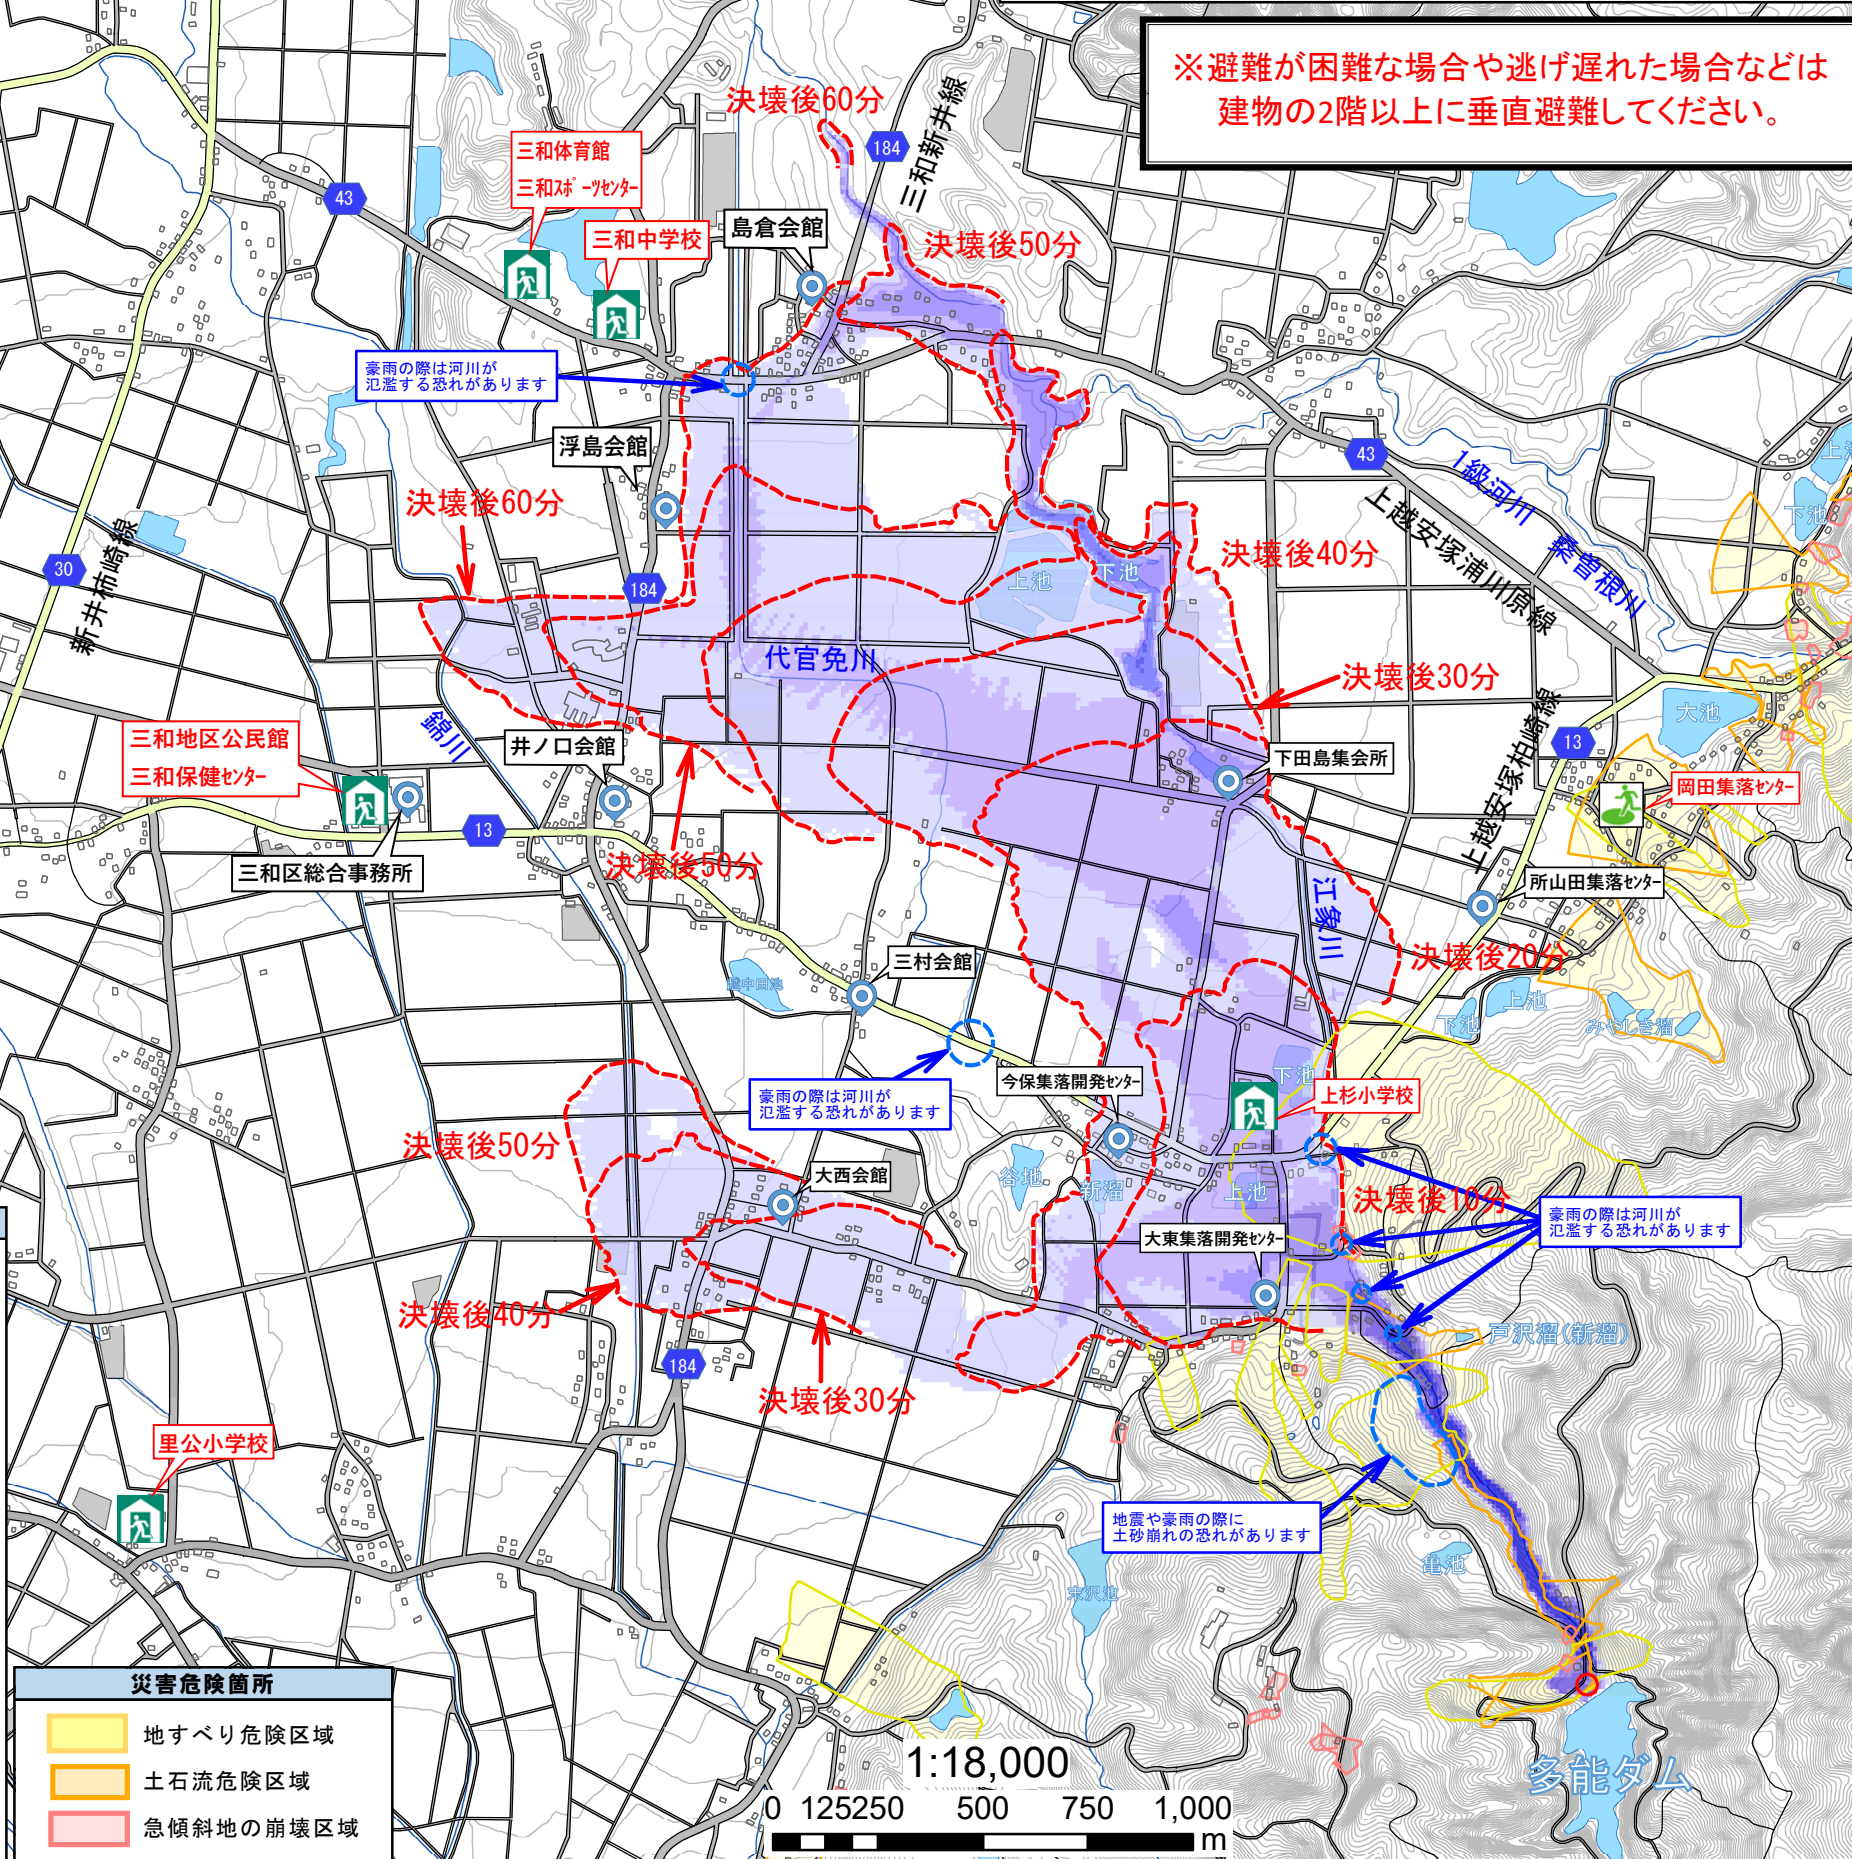 ※避難が困難な場合や逃げ遅れた場合などは
建物の2階以上に垂直避難してください。
決壊後60分
184
三和新井線
三和体育館
三和スポーツセンター
43
三和中学校
島倉会館
決壊後50分
豪雨の際は河川が
氾濫する恐れがあります
浮島会館
43
1級河川
桑曽根川
上池
下池
決壊後60分
上越安塚浦川原線
決壊後40分
30
新井柿崎線
184
上池
下池
代官免川
決壊後30分
大池
錦川
三和地区公民館
三和保健センター
井ノ口会館
下田島集会所
13
上越安塚柏崎線
岡田集落センター
13
決壊後50分
三和区総合事務所
所山田集落センター
江象川
決壊後20分
三村会館
越中田池
上池
下池
みやしき溜
今保集落開発センター
下池
上杉小学校
豪雨の際は河川が
氾濫する恐れがあります
決壊後50分
大西会館
谷地
新溜
上池
決壊後10分
豪雨の際は河川が
氾濫する恐れがあります
大東集落開発センター
決壊後40分
戸沢溜(新溜)
184
決壊後30分
里公小学校
地震や豪雨の際に
土砂崩れの恐れがあります
亀池
末沢池
災害危険箇所
地すべり危険区域
土石流危険区域
急傾斜地の崩壊区域
多能ダム
1:18,000
0 125250 500 750 1,000
m